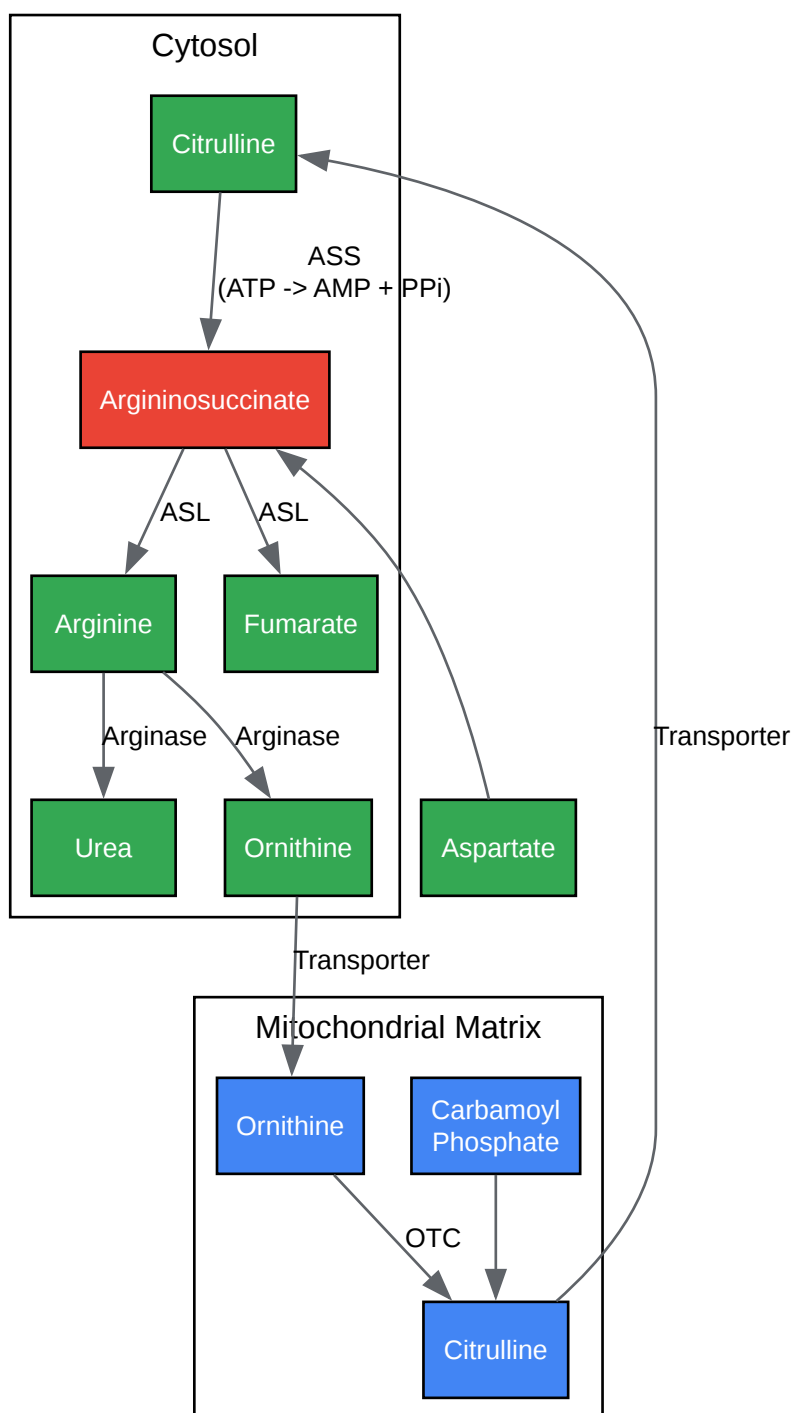 Cytosol
Citrulline
ASS
(ATP -> AMP + PPi)
Argininosuccinate
ASL
ASL
Arginine
Fumarate
Arginase
Arginase
Transporter
Urea
Ornithine
Aspartate
Transporter
Mitochondrial Matrix
Ornithine
Carbamoyl
Phosphate
OTC
Citrulline